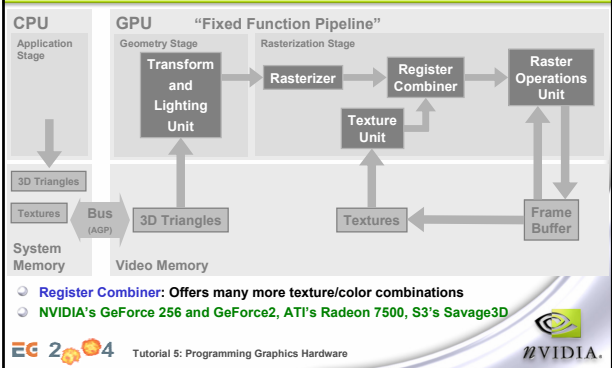 CPU
GPU “Fixed Function Pipeline”
Application
Stage
Geometry Stage
Rasterization Stage
Transform
and
Lighting
Unit
Rasterizer
Register
Combiner
Raster
Operations
Unit
Texture
Unit
3D Triangles
Textures
Bus
(AGP)
3D Triangles
Textures
Frame
Buffer
System
Memory
Video Memory
Register Combiner: Offers many more texture/color combinations
NVIDIA’s GeForce 256 and GeForce2, ATI’s Radeon 7500, S3’s Savage3D
EG 2004
Tutorial 5: Programming Graphics Hardware
nVIDIA.